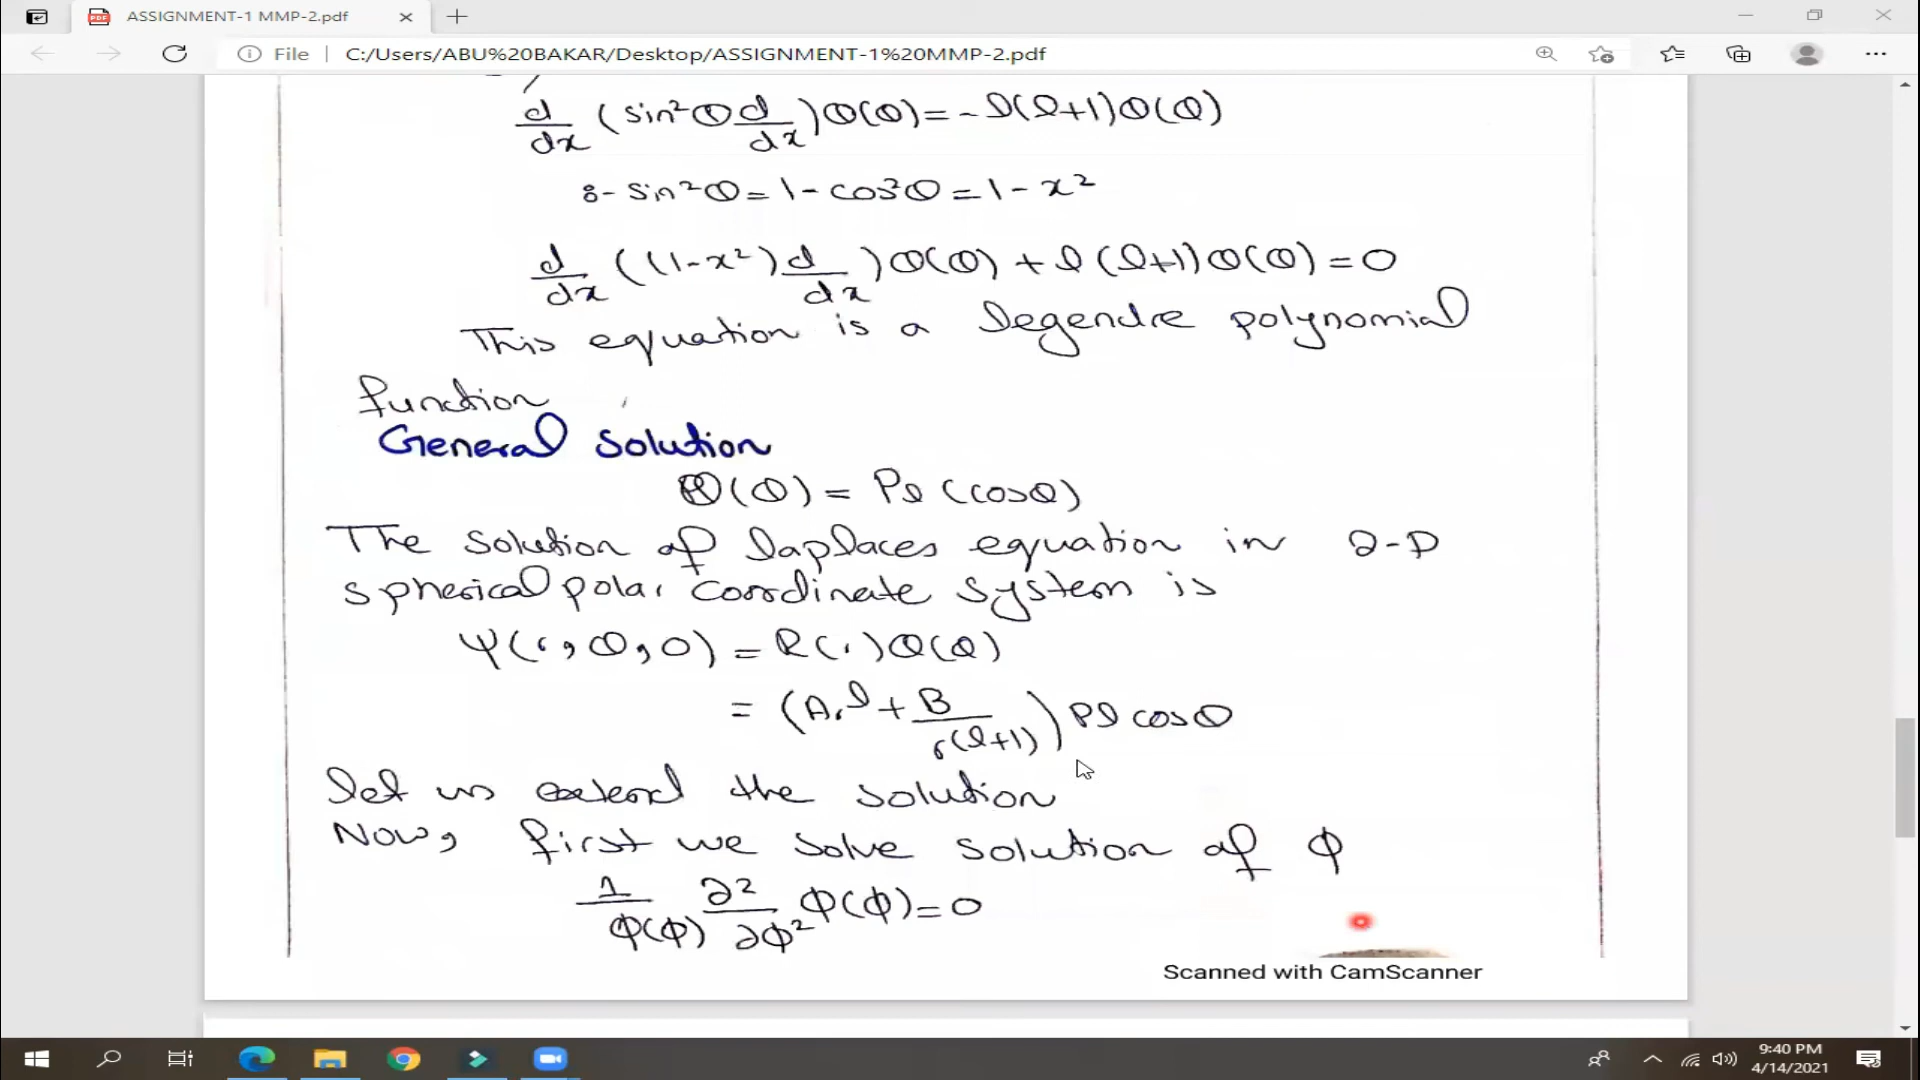 ASSIGNMENT-1 MMP-2.pdf
File | C:/Users/ABU%20BAKAR/Desktop/ASSIGNMENT-1%20MMP-2.pdf
d/dx (sin²θ d/dx) Θ(θ) = -l(l+1)Θ(θ)
∴ sin²θ = 1 - cos²θ = 1 - x²
d/dx ((1-x²) d/dx) Θ(θ) + l(l+1)Θ(θ) = 0
This equation is a legendre polynomial
function
General solution
Θ(θ) = Pl (cosθ)
The solution of laplaces equation in 2-D
spherical polar coordinate system is
Ψ(r, θ, 0) = R(r)Θ(θ)
= (Ar^l + B/r^(l+1)) Pl cosθ
let us extend the solution
Now, first we solve solution of ϕ
1/Φ(ϕ) ∂²/∂ϕ² Φ(ϕ) = 0
Scanned with CamScanner
9:40 PM
4/14/2021